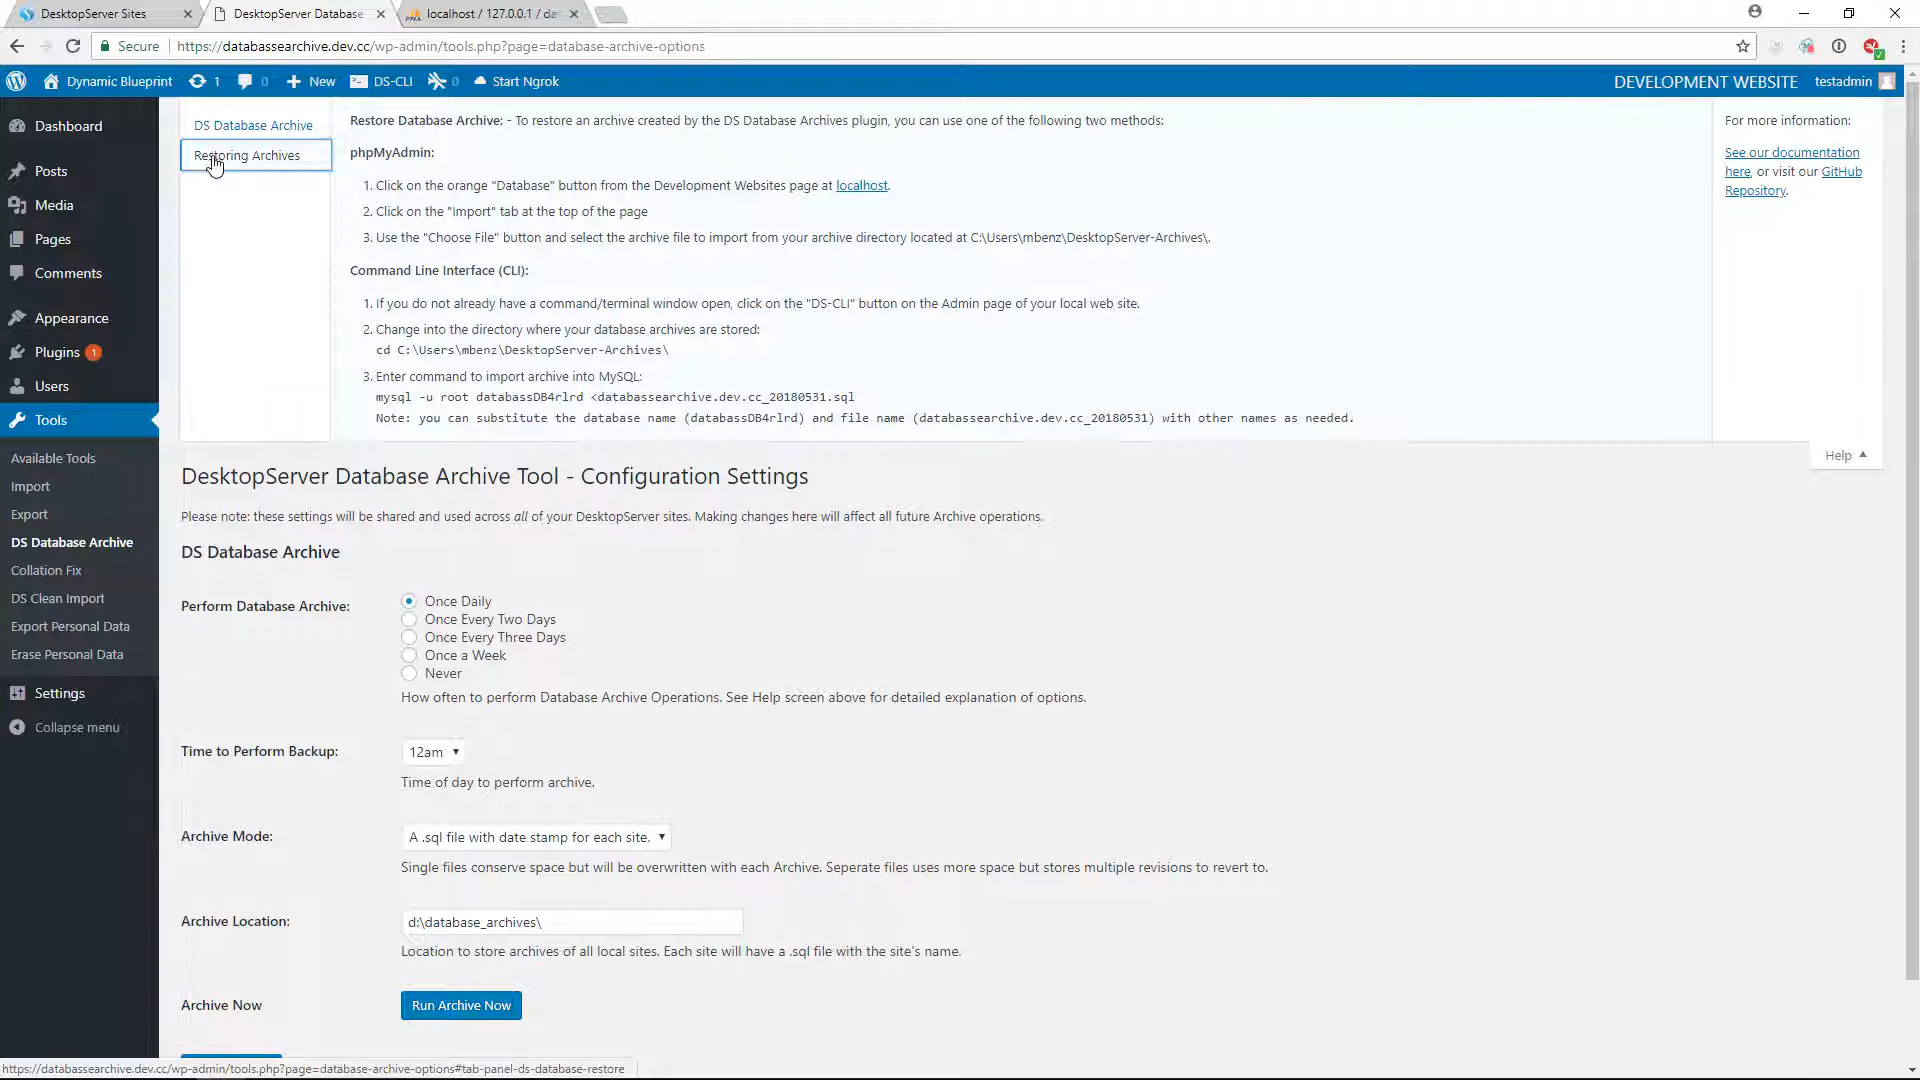 DesktopServer Sites
DesktopServer Database
localhost / 127.0.0.1 / da
Secure
https://databassearchive.dev.cc/wp-admin/tools.php?page=database-archive-options
Dynamic Blueprint
1
0
New
DS-CLI
0
Start Ngrok
DEVELOPMENT WEBSITE
testadmin
Dashboard
Posts
Media
Pages
Comments
Appearance
Plugins 1
Users
Tools
Available Tools
Import
Export
DS Database Archive
Collation Fix
DS Clean Import
Export Personal Data
Erase Personal Data
Settings
Collapse menu
DS Database Archive
Restoring Archives
Restore Database Archive: - To restore an archive created by the DS Database Archives plugin, you can use one of the following two methods:
phpMyAdmin:
1. Click on the orange "Database" button from the Development Websites page at localhost.
2. Click on the "Import" tab at the top of the page
3. Use the "Choose File" button and select the archive file to import from your archive directory located at C:\Users\mbenz\DesktopServer-Archives\.
Command Line Interface (CLI):
1. If you do not already have a command/terminal window open, click on the "DS-CLI" button on the Admin page of your local web site.
2. Change into the directory where your database archives are stored:
cd C:\Users\mbenz\DesktopServer-Archives\
3. Enter command to import archive into MySQL:
mysql -u root databassDB4rlrd <databassearchive.dev.cc_20180531.sql
Note: you can substitute the database name (databassDB4rlrd) and file name (databassearchive.dev.cc_20180531) with other names as needed.
For more information:
See our documentation
here, or visit our GitHub
Repository.
Help
DesktopServer Database Archive Tool - Configuration Settings
Please note: these settings will be shared and used across all of your DesktopServer sites. Making changes here will affect all future Archive operations.
DS Database Archive
Perform Database Archive:
Once Daily
Once Every Two Days
Once Every Three Days
Once a Week
Never
How often to perform Database Archive Operations. See Help screen above for detailed explanation of options.
Time to Perform Backup:
12am
Time of day to perform archive.
Archive Mode:
A .sql file with date stamp for each site.
Single files conserve space but will be overwritten with each Archive. Seperate files uses more space but stores multiple revisions to revert to.
Archive Location:
d:\database_archives\
Location to store archives of all local sites. Each site will have a .sql file with the site's name.
Archive Now
Run Archive Now
https://databassearchive.dev.cc/wp-admin/tools.php?page=database-archive-options#tab-panel-ds-database-restore